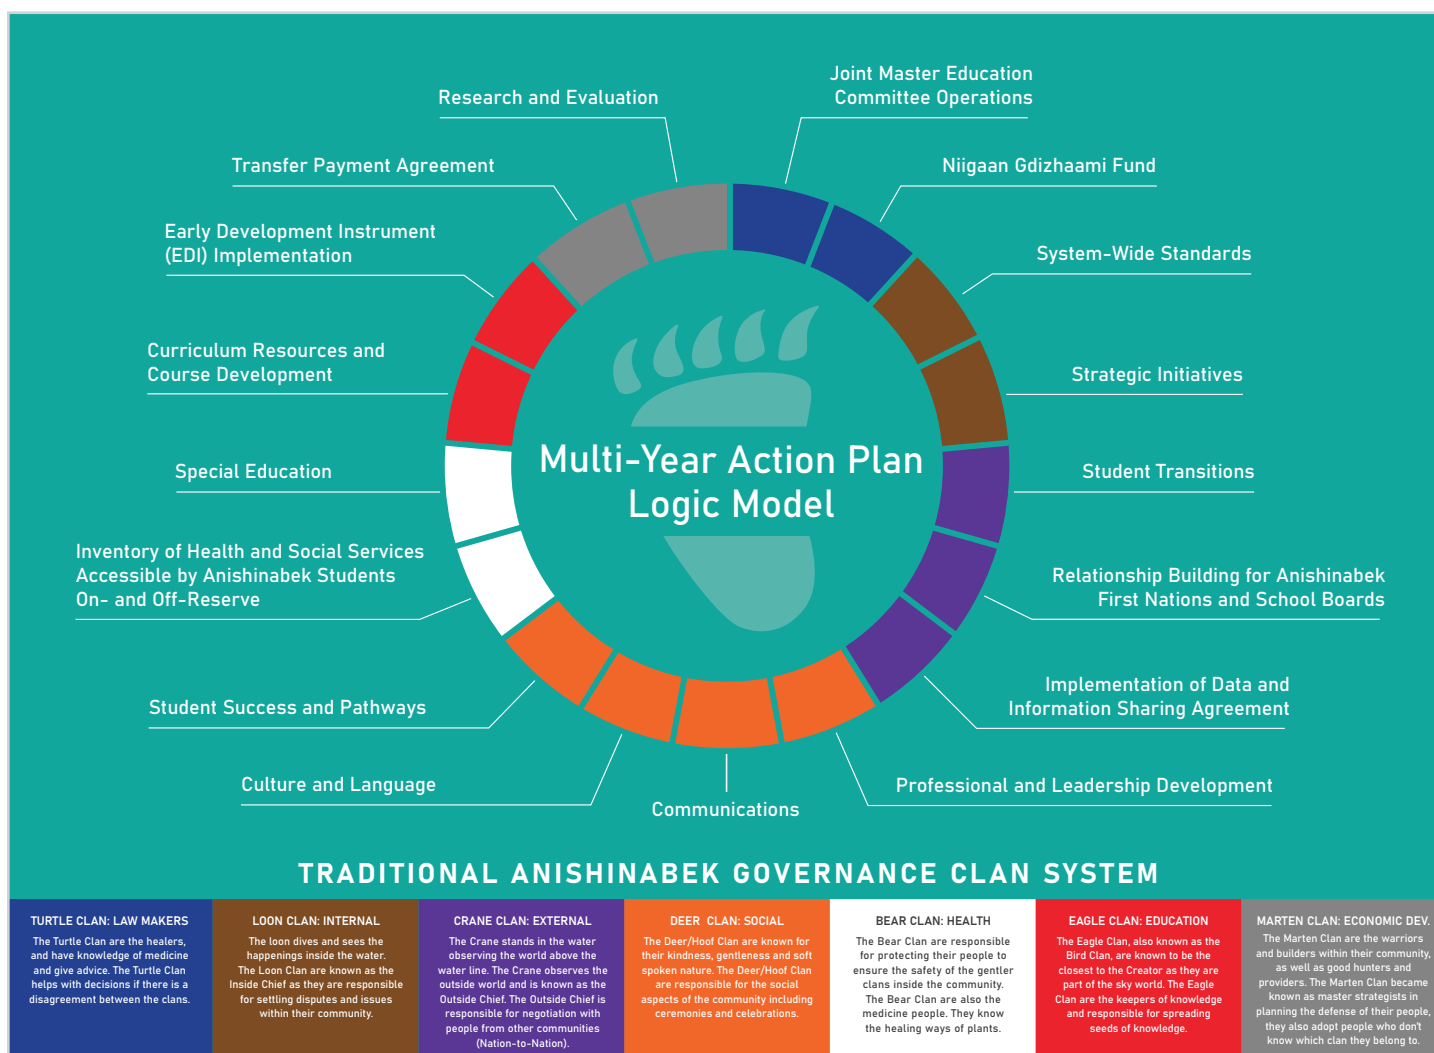 Joint Master Education
Committee Operations
Research and Evaluation
Transfer Payment Agreement
Niigaan Gdizhaami Fund
Early Development Instrument
(EDI) Implementation
System-Wide Standards
Curriculum Resources and
Course Development
Strategic Initiatives
Multi-Year Action Plan
Logic Model
Special Education
Student Transitions
Inventory of Health and Social Services
Accessible by Anishinabek Students
On- and Off-Reserve
Relationship Building for Anishinabek
First Nations and School Boards
Student Success and Pathways
Implementation of Data and
Information Sharing Agreement
Culture and Language
Communications
Professional and Leadership Development
TRADITIONAL ANISHINABEK GOVERNANCE CLAN SYSTEM
TURTLE CLAN: LAW MAKERS
The Turtle Clan are the healers,
and have knowledge of medicine
and give advice. The Turtle Clan
helps with decisions if there is a
disagreement between the clans.
LOON CLAN: INTERNAL
The loon dives and sees the
happenings inside the water.
The Loon Clan are known as the
Inside Chief as they are responsible
for settling disputes and issues
within their community.
CRANE CLAN: EXTERNAL
The Crane stands in the water
observing the world above the
water line. The Crane observes the
outside world and is known as the
Outside Chief. The Outside Chief is
responsible for negotiation with
people from other communities
(Nation-to-Nation).
DEER CLAN: SOCIAL
The Deer/Hoof Clan are known for
their kindness, gentleness and soft
spoken nature. The Deer/Hoof Clan
are responsible for the social
aspects of the community including
ceremonies and celebrations.
BEAR CLAN: HEALTH
The Bear Clan are responsible
for protecting their people to
ensure the safety of the gentler
clans inside the community.
The Bear Clan are also the
medicine people. They know
the healing ways of plants.
EAGLE CLAN: EDUCATION
The Eagle Clan, also known as the
Bird Clan, are known to be the
closest to the Creator as they are
part of the sky world. The Eagle
Clan are the keepers of knowledge
and responsible for spreading
seeds of knowledge.
MARTEN CLAN: ECONOMIC DEV.
The Marten Clan are the warriors
and builders within their community,
as well as good hunters and
providers. The Marten Clan became
known as master strategists in
planning the defense of their people,
they also adopt people who don't
know which clan they belong to.